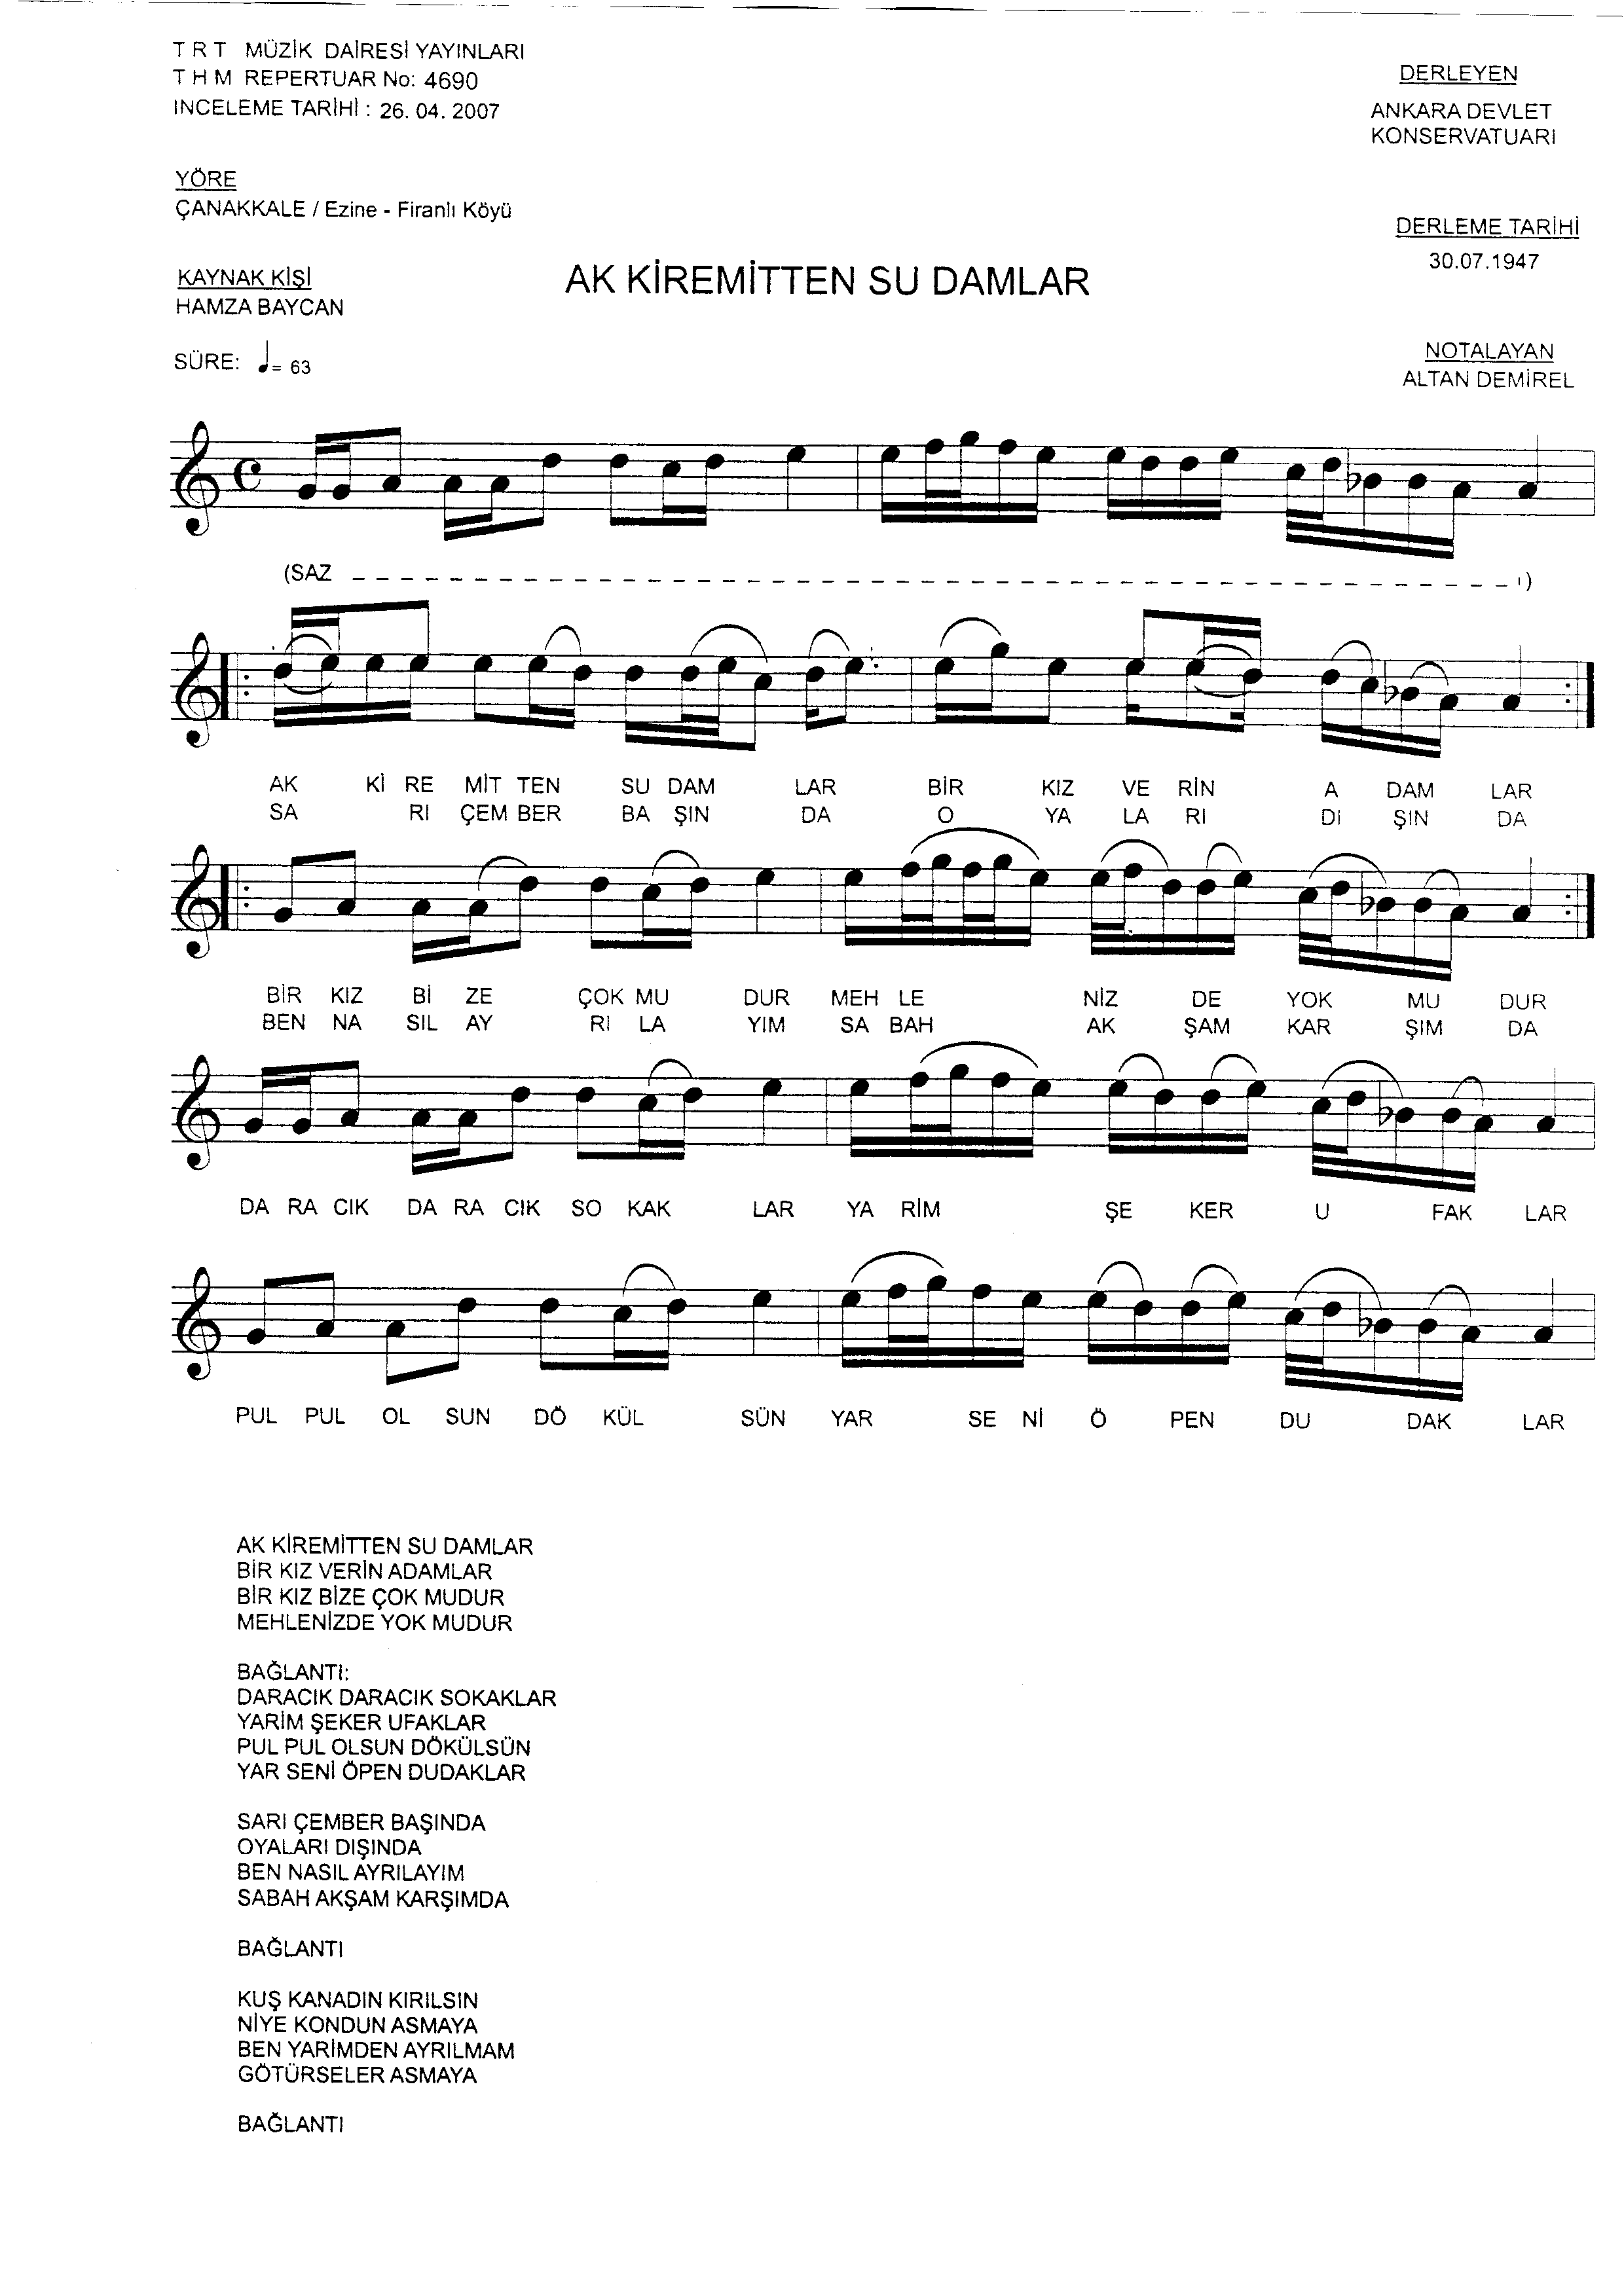 T R T MÜZİK DAİRESİ YAYINLARI
T H M REPERTUAR No: 4690
INCELEME TARİHİ : 26. 04. 2007
DERLEYEN
ANKARA DEVLET
KONSERVATUARI
YÖRE
ÇANAKKALE / Ezine - Firanlı Köyü
DERLEME TARİHİ
30.07.1947
KAYNAK KİŞİ
HAMZA BAYCAN
AK KİREMİTTEN SU DAMLAR
SÜRE: = 63
NOTALAYAN
ALTAN DEMİREL
(SAZ )
AK Kİ RE MİT TEN SU DAM LAR BİR KIZ VE RİN A DAM LAR
SA RI ÇEM BER BA ŞIN DA O YA LA RI DI ŞIN DA
BİR KIZ Bİ ZE ÇOK MU DUR MEH LE NİZ DE YOK MU DUR
BEN NA SIL AY RI LA YIM SA BAH AK ŞAM KAR ŞIM DA
DA RA CIK DA RA CIK SO KAK LAR YA RİM ŞE KER U FAK LAR
PUL PUL OL SUN DÖ KÜL SÜN YAR SE Nİ Ö PEN DU DAK LAR
AK KİREMİTTEN SU DAMLAR
BİR KIZ VERİN ADAMLAR
BİR KIZ BİZE ÇOK MUDUR
MEHLENİZDE YOK MUDUR
BAĞLANTI:
DARACIK DARACIK SOKAKLAR
YARİM ŞEKER UFAKLAR
PUL PUL OLSUN DÖKÜLSÜN
YAR SENİ ÖPEN DUDAKLAR
SARI ÇEMBER BAŞINDA
OYALARI DIŞINDA
BEN NASIL AYRILAYIM
SABAH AKŞAM KARŞIMDA
BAĞLANTI
KUŞ KANADIN KIRILSIN
NİYE KONDUN ASMAYA
BEN YARİMDEN AYRILMAM
GÖTÜRSELER ASMAYA
BAĞLANTI